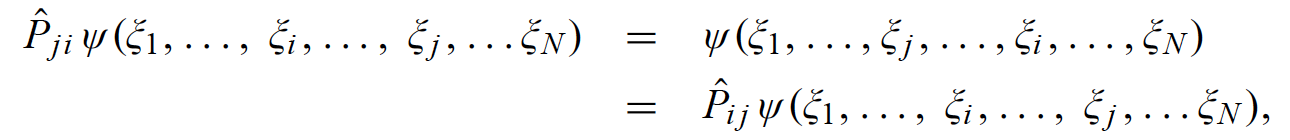 P̂_{ji} ψ(ξ_1, . . . , ξ_i, . . . , ξ_j, . . . ξ_N) = ψ(ξ_1, . . . , ξ_j, . . . , ξ_i, . . . , ξ_N)
= P̂_{ij} ψ(ξ_1, . . . , ξ_i, . . . , ξ_j, . . . ξ_N),